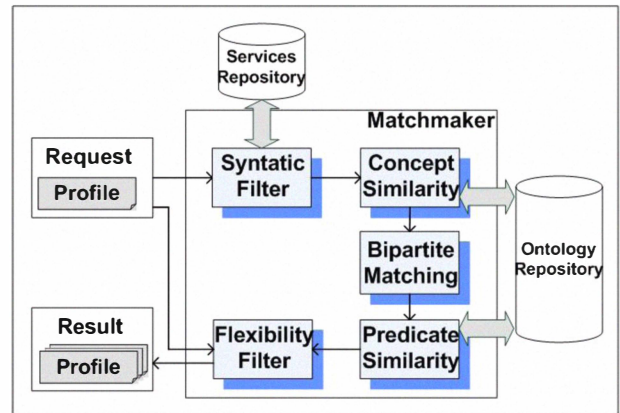 Services
Repository
Matchmaker
Request
Profile
Syntatic
Filter
Concept
Similarity
Bipartite
Matching
Ontology
Repository
Result
Profile
Flexibility
Filter
Predicate
Similarity